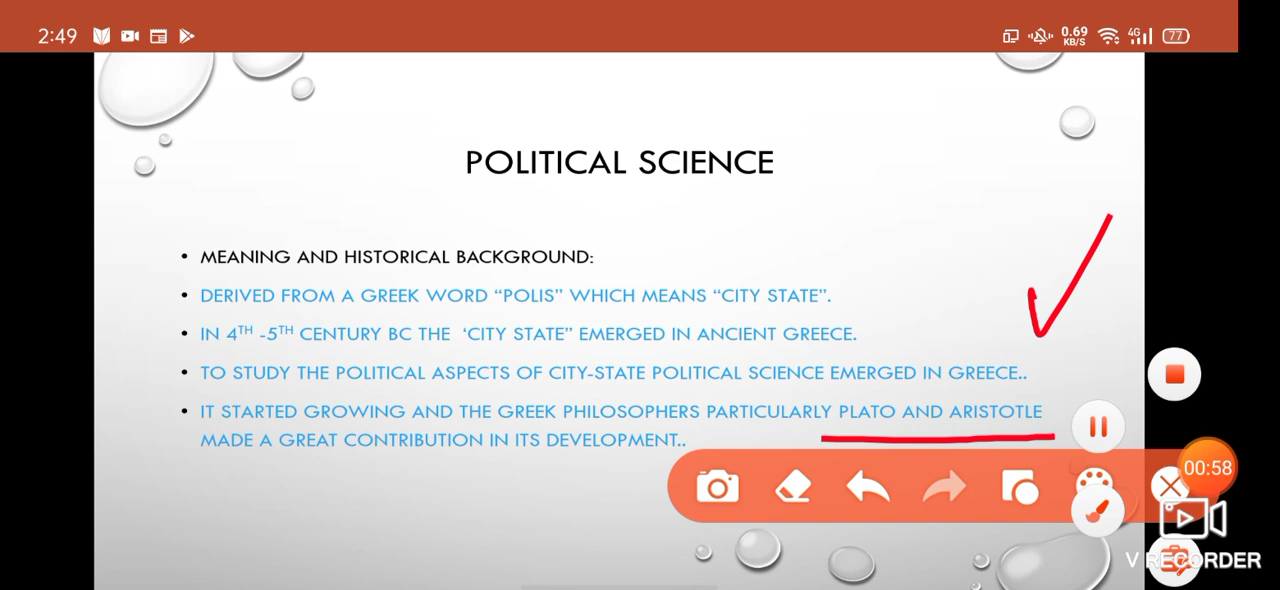 2:49
0.69
KB/S
4G
77
POLITICAL SCIENCE
• MEANING AND HISTORICAL BACKGROUND:
• DERIVED FROM A GREEK WORD “POLIS” WHICH MEANS “CITY STATE”.
• IN 4TH -5TH CENTURY BC THE ‘CITY STATE” EMERGED IN ANCIENT GREECE.
• TO STUDY THE POLITICAL ASPECTS OF CITY-STATE POLITICAL SCIENCE EMERGED IN GREECE..
• IT STARTED GROWING AND THE GREEK PHILOSOPHERS PARTICULARLY PLATO AND ARISTOTLE
MADE A GREAT CONTRIBUTION IN ITS DEVELOPMENT..
00:58
V RECORDER